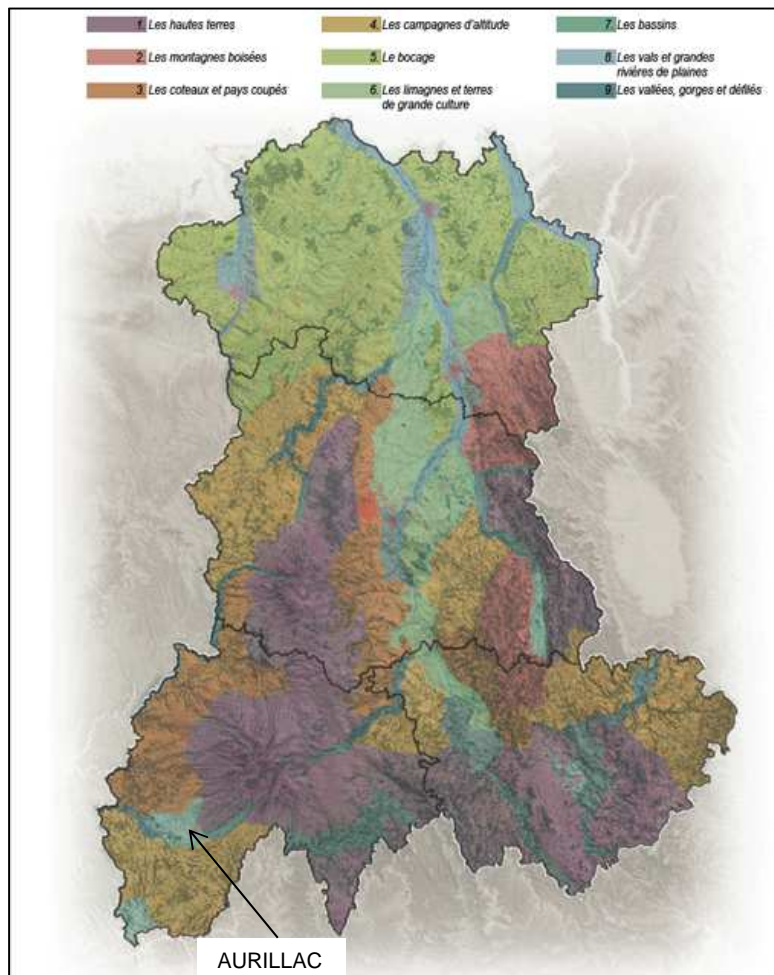 1. Les hautes terres
2. Les montagnes boisées
3. Les coteaux et pays coupés
4. Les campagnes d'altitude
5. Le bocage
6. Les limagnes et terres
de grande culture
7. Les bassins
8. Les vals et grandes
rivières de plaines
9. Les vallées, gorges et défilés
AURILLAC